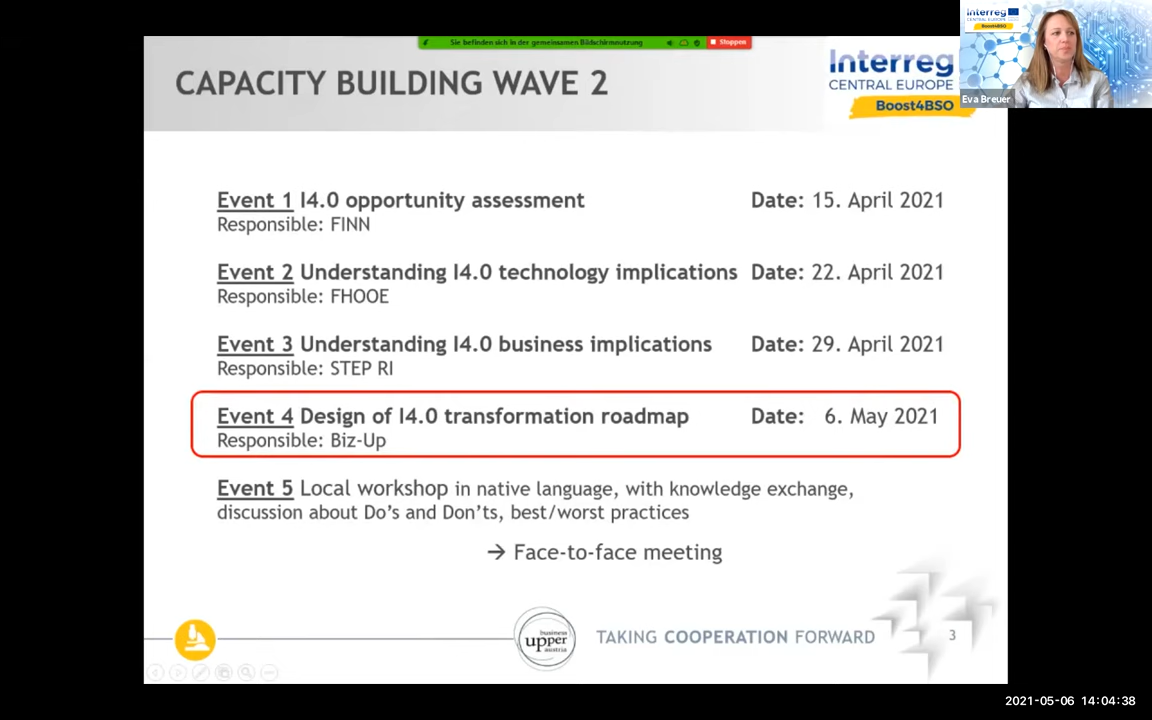 Sie befinden sich in der gemeinsamen Bildschirmnutzung
Stoppen
CAPACITY BUILDING WAVE 2
Interreg
CENTRAL EUROPE
Boost4BSO
Interreg
CENTRAL EUROPE
Boost4BSO
Eva Breuer
Event 1 I4.0 opportunity assessment Date: 15. April 2021
Responsible: FINN
Event 2 Understanding I4.0 technology implications Date: 22. April 2021
Responsible: FHOOE
Event 3 Understanding I4.0 business implications Date: 29. April 2021
Responsible: STEP RI
Event 4 Design of I4.0 transformation roadmap Date: 6. May 2021
Responsible: Biz-Up
Event 5 Local workshop in native language, with knowledge exchange,
discussion about Do's and Don'ts, best/worst practices
→ Face-to-face meeting
business
upper
austria
TAKING COOPERATION FORWARD
3
2021-05-06 14:04:38